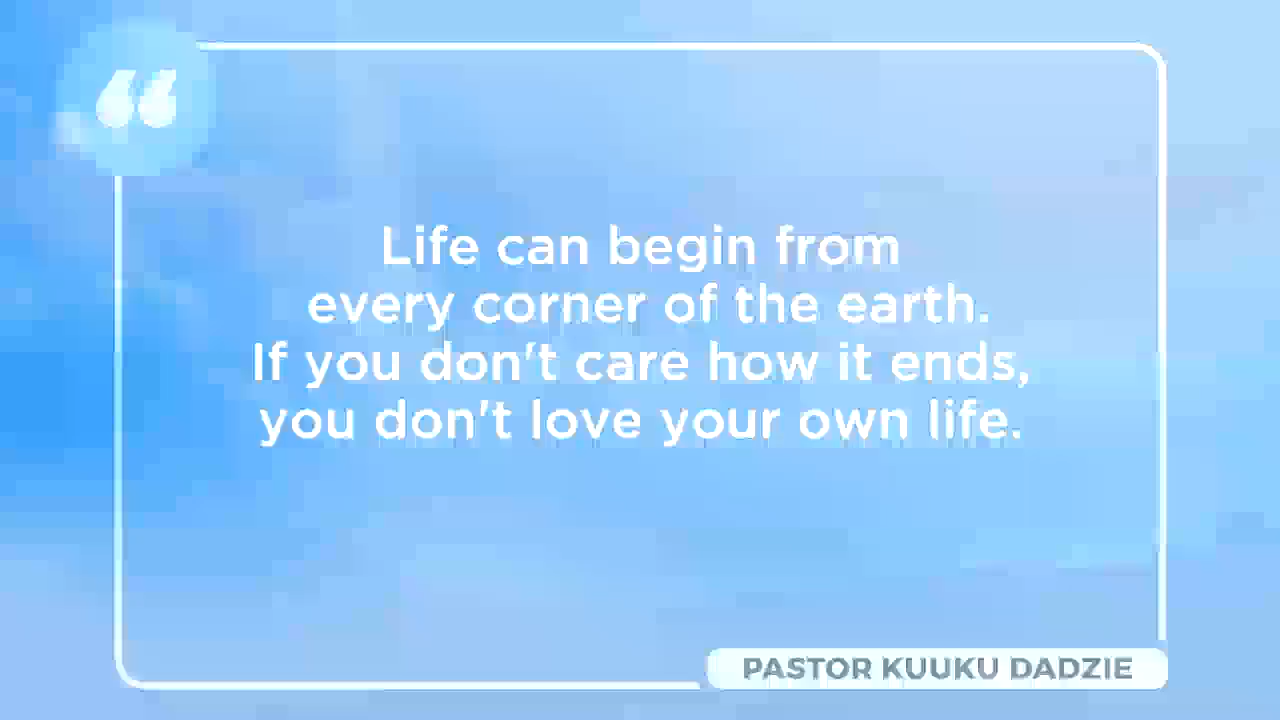 Life can begin from
every corner of the earth.
If you don't care how it ends,
you don't love your own life.
PASTOR KUUKU DADZIE